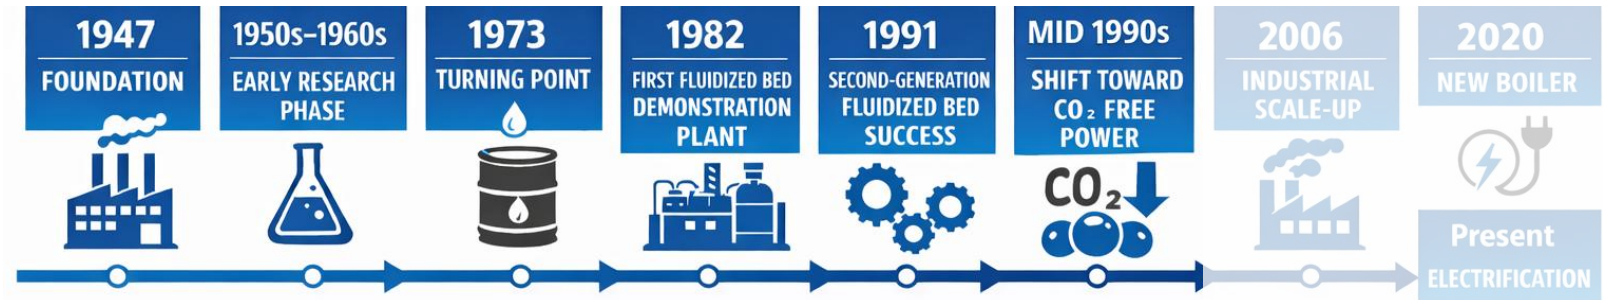 1947
FOUNDATION
1950s–1960s
EARLY RESEARCH
PHASE
1973
TURNING POINT
1982
FIRST FLUIDIZED BED
DEMONSTRATION
PLANT
1991
SECOND-GENERATION
FLUIDIZED BED
SUCCESS
MID 1990s
SHIFT TOWARD
CO₂ FREE
POWER
CO₂
2006
INDUSTRIAL
SCALE-UP
2020
NEW BOILER
Present
ELECTRIFICATION